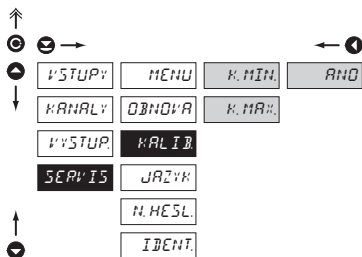 VSTUPY MENU K. MIN. ANO
KANALY OBNOVA K. MAX.
VYSTUP. KALIB.
SERVIS JAZYK
N. HESL.
IDENT.